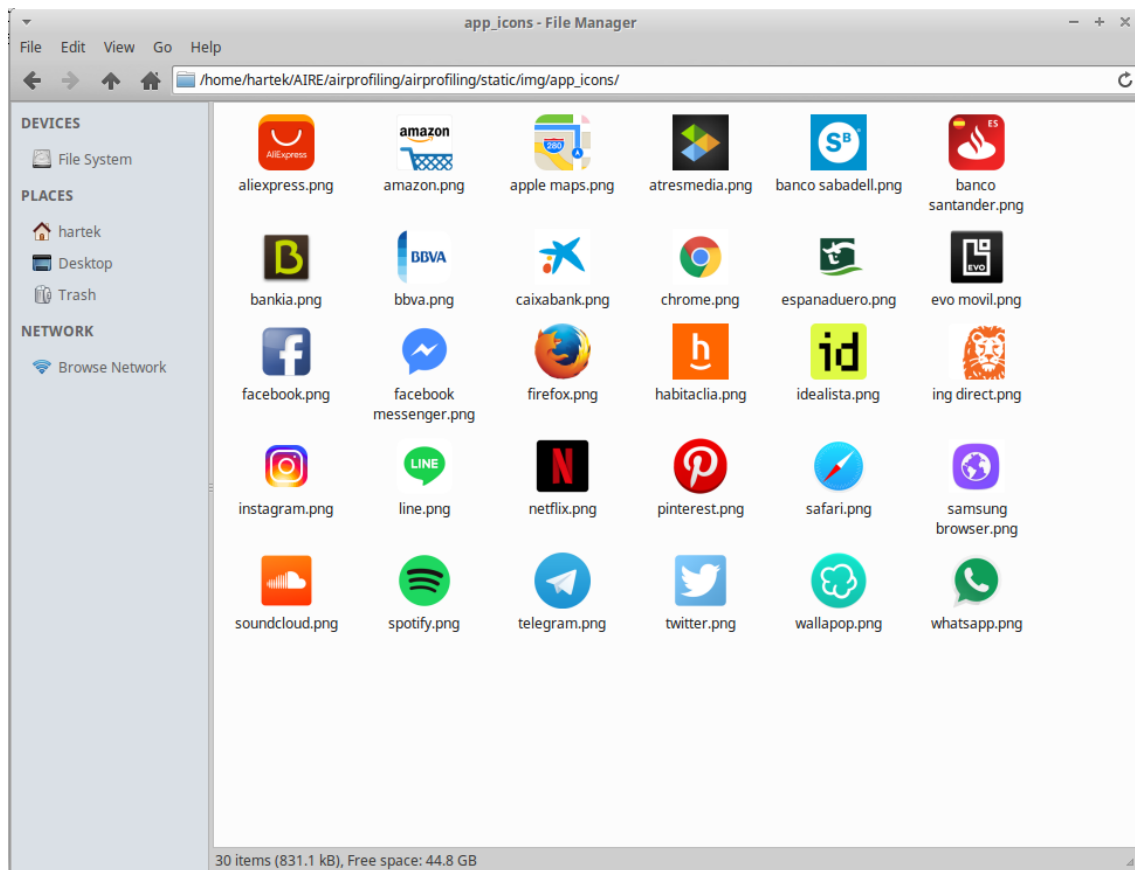 app_icons - File Manager
File Edit View Go Help
/home/hartek/AIRE/airprofiling/airprofiling/static/img/app_icons/
DEVICES
File System
PLACES
hartek
Desktop
Trash
NETWORK
Browse Network
AliExpress amazon 280 SB ES
aliexpress.png amazon.png apple maps.png atresmedia.png banco sabadell.png banco
santander.png
B BBVA EVO
bankia.png bbva.png caixabank.png chrome.png espanaduero.png evo movil.png
f h id
facebook.png facebook firefox.png habitaclia.png idealista.png ing direct.png
messenger.png
LINE N
instagram.png line.png netflix.png pinterest.png safari.png samsung
browser.png
soundcloud.png spotify.png telegram.png twitter.png wallapop.png whatsapp.png
30 items (831.1 kB), Free space: 44.8 GB